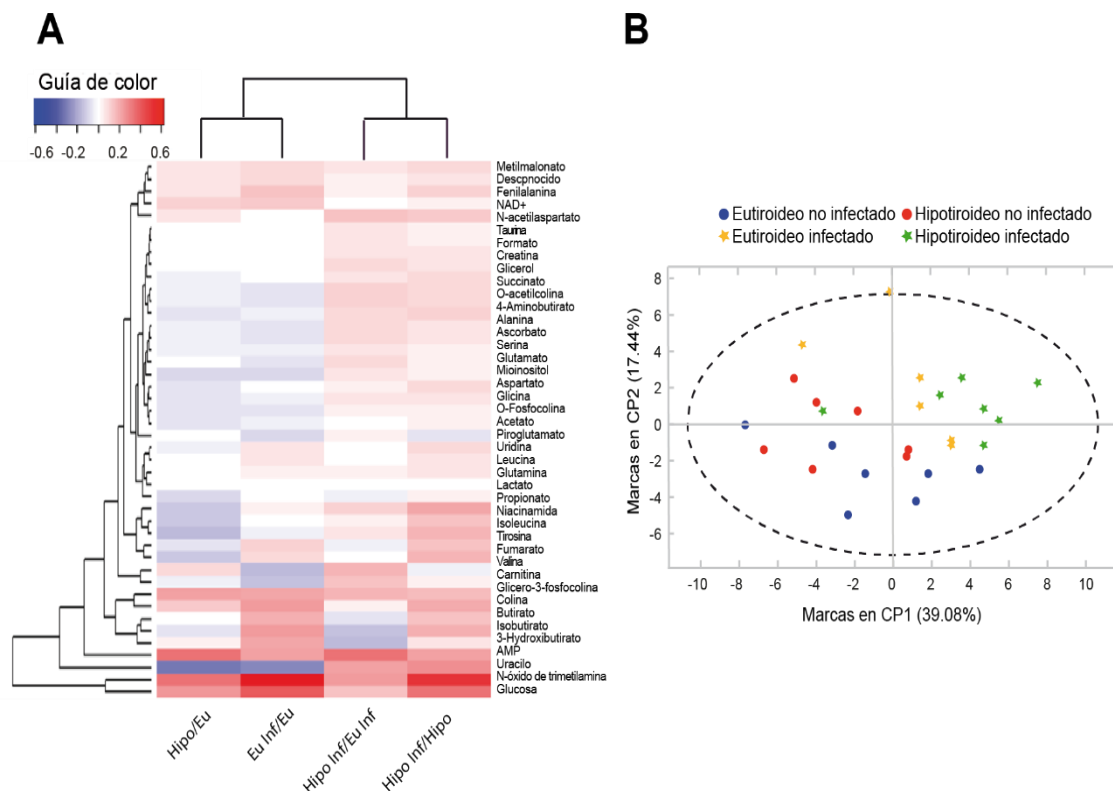 A
Guía de color
-0.6 -0.2 0.2 0.6
Metilmalonato
Descpnocido
Fenilalanina
NAD+
N-acetilaspartato
Taurina
Formato
Creatina
Glicerol
Succinato
O-acetilcolina
4-Aminobutirato
Alanina
Ascorbato
Serina
Glutamato
Mioinositol
Aspartato
Glicina
O-Fosfocolina
Acetato
Piroglutamato
Uridina
Leucina
Glutamina
Lactato
Propionato
Niacinamida
Isoleucina
Tirosina
Fumarato
Valina
Carnitina
Glicero-3-fosfocolina
Colina
Butirato
Isobutirato
3-Hydroxibutirato
AMP
Uracilo
N-óxido de trimetilamina
Glucosa
Hipo/Eu
Eu Inf/Eu
Hipo Inf/Eu Inf
Hipo Inf/Hipo
B
Eutiroideo no infectado Hipotiroideo no infectado
Eutiroideo infectado Hipotiroideo infectado
Marcas en CP2 (17.44%)
8
6
4
2
0
-2
-4
-6
-10 -8 -6 -4 -2 0 2 4 6 8 10
Marcas en CP1 (39.08%)